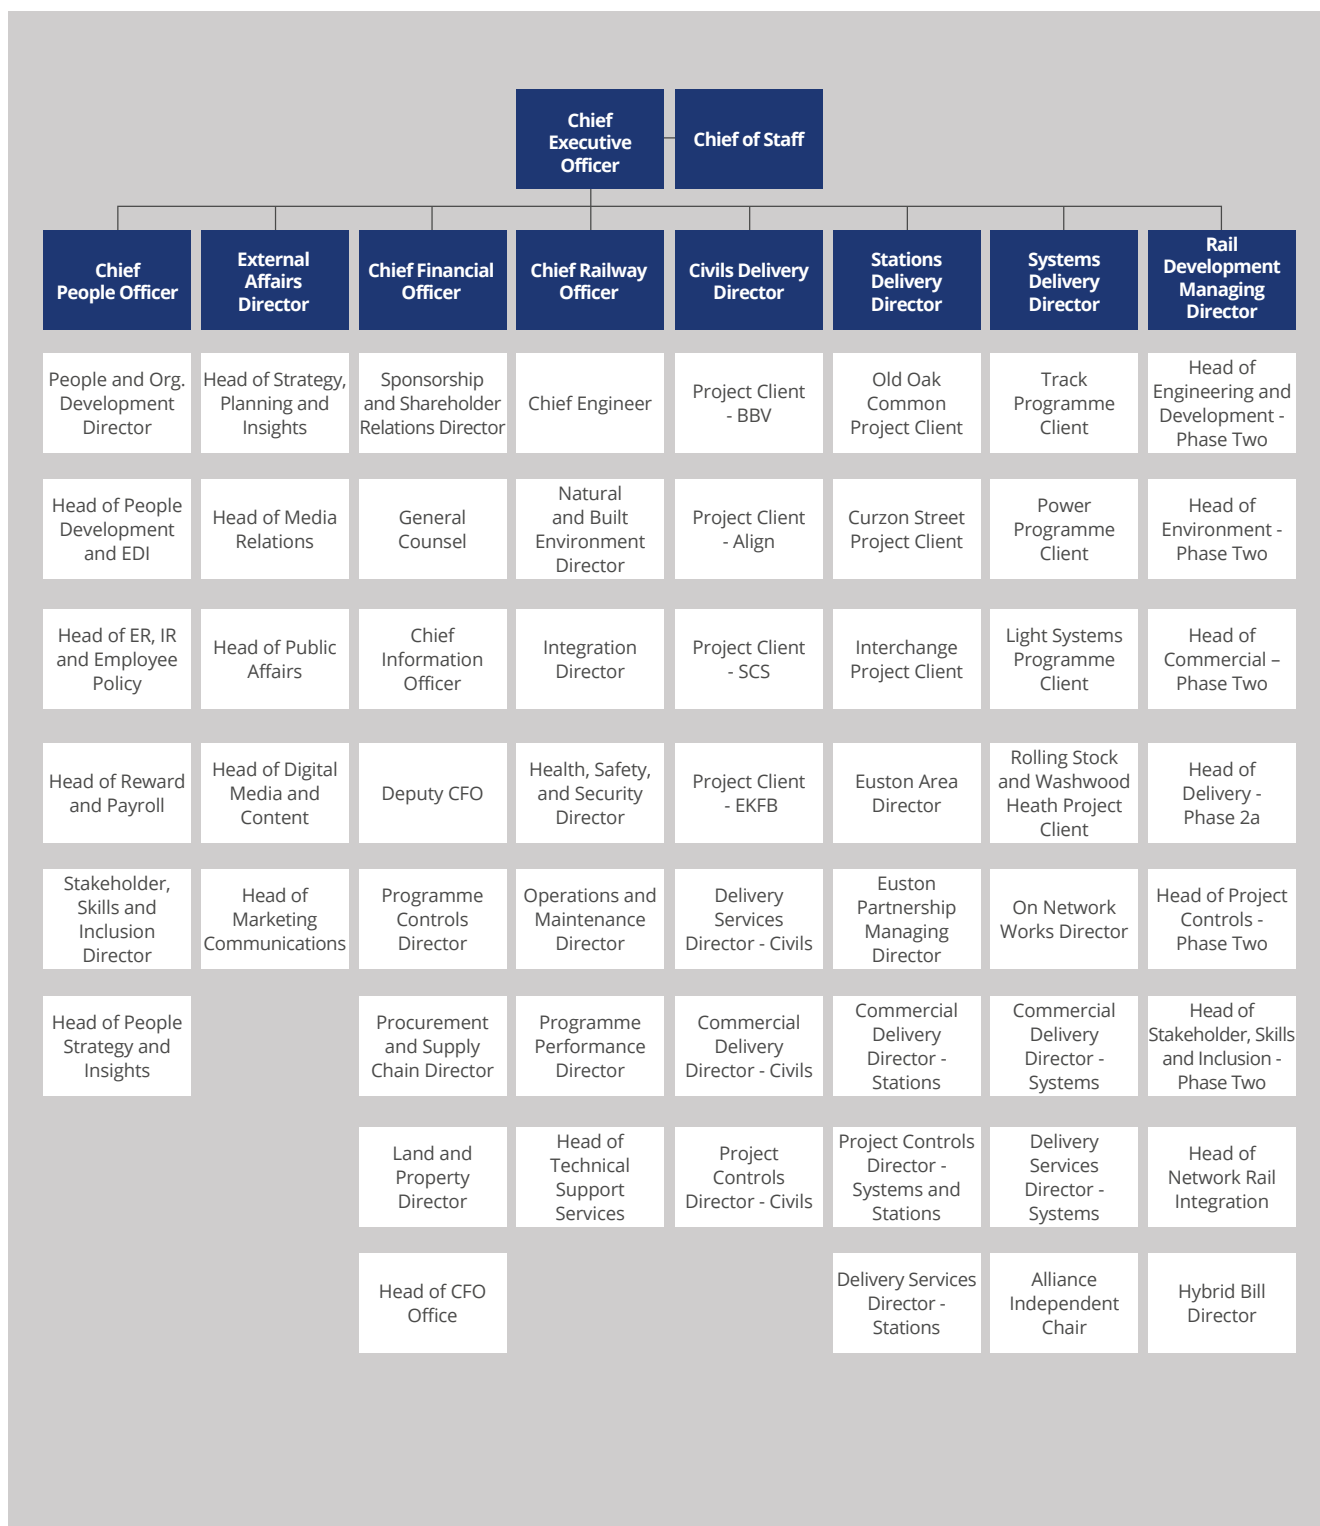 Chief
Executive
Officer
Chief of Staff
Chief
People Officer
External
Affairs
Director
Chief Financial
Officer
Chief Railway
Officer
Civils Delivery
Director
Stations
Delivery
Director
Systems
Delivery
Director
Rail
Development
Managing
Director
People and Org.
Development
Director
Head of Strategy,
Planning and
Insights
Sponsorship
and Shareholder
Relations Director
Chief Engineer
Project Client
- BBV
Old Oak
Common
Project Client
Track
Programme
Client
Head of
Engineering and
Development -
Phase Two
Head of People
Development
and EDI
Head of Media
Relations
General
Counsel
Natural
and Built
Environment
Director
Project Client
- Align
Curzon Street
Project Client
Power
Programme
Client
Head of
Environment -
Phase Two
Head of ER, IR
and Employee
Policy
Head of Public
Affairs
Chief
Information
Officer
Integration
Director
Project Client
- SCS
Interchange
Project Client
Light Systems
Programme
Client
Head of
Commercial –
Phase Two
Head of Reward
and Payroll
Head of Digital
Media and
Content
Deputy CFO
Health, Safety,
and Security
Director
Project Client
- EKFB
Euston Area
Director
Rolling Stock
and Washwood
Heath Project
Client
Head of
Delivery -
Phase 2a
Stakeholder,
Skills and
Inclusion
Director
Head of
Marketing
Communications
Programme
Controls
Director
Operations and
Maintenance
Director
Delivery
Services
Director - Civils
Euston
Partnership
Managing
Director
On Network
Works Director
Head of Project
Controls -
Phase Two
Head of People
Strategy and
Insights
Procurement
and Supply
Chain Director
Programme
Performance
Director
Commercial
Delivery
Director - Civils
Commercial
Delivery
Director -
Stations
Commercial
Delivery
Director -
Systems
Head of
Stakeholder, Skills
and Inclusion -
Phase Two
Land and
Property
Director
Head of
Technical
Support
Services
Project
Controls
Director - Civils
Project Controls
Director -
Systems and
Stations
Delivery
Services
Director -
Systems
Head of
Network Rail
Integration
Head of CFO
Office
Delivery Services
Director -
Stations
Alliance
Independent
Chair
Hybrid Bill
Director